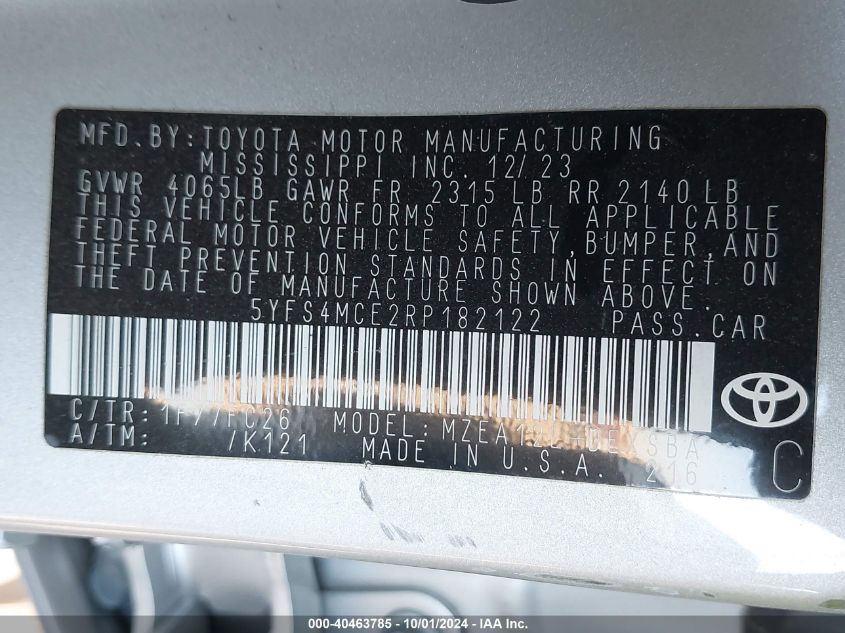 MFD. BY: TOYOTA MOTOR MANUFACTURING
MISSISSIPPI INC. 12/23
GVWR 4065LB GAWR FR 2315 LB RR 2140 LB
THIS VEHICLE CONFORMS TO ALL APPLICABLE
FEDERAL MOTOR VEHICLE SAFETY, BUMPER, AND
THEFT PREVENTION STANDARDS IN EFFECT ON
THE DATE OF MANUFACTURE SHOWN ABOVE.
5YFS4MCE2RP182122 PASS.CAR
C/TR: 1F7/FC26 MODEL:
A/TM: /K121 MADE IN U.S.A. 216
C
000-40463785 - 10/01/2024 - IAA Inc.